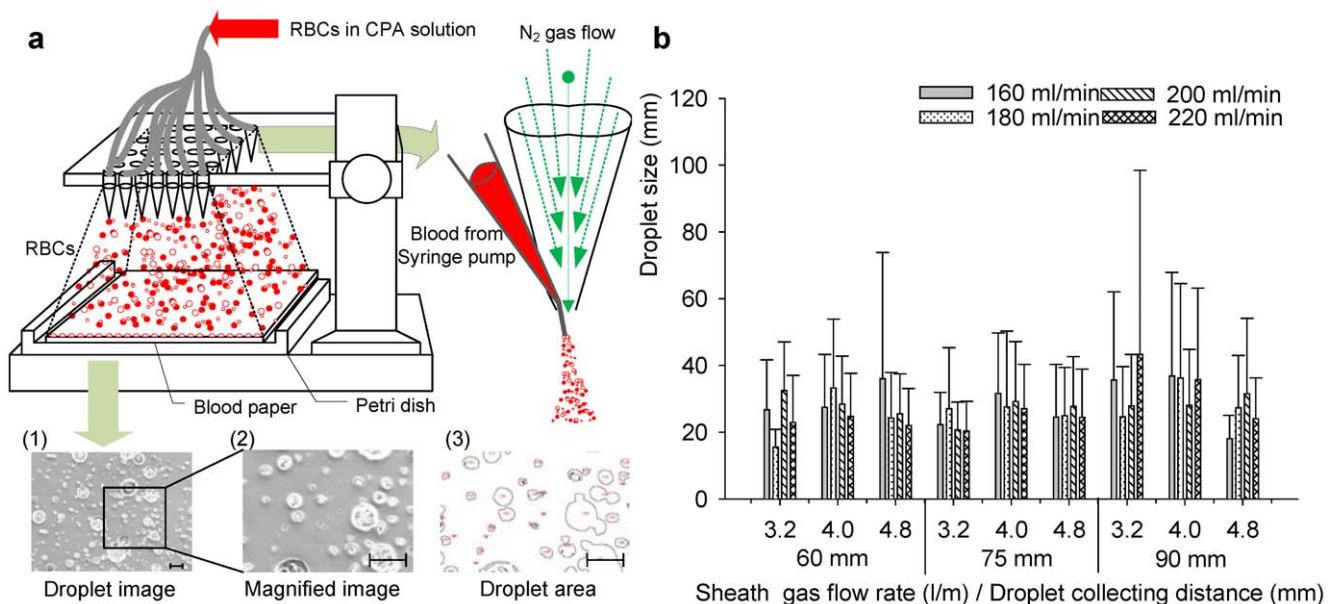 a
RBCs in CPA solution
N₂ gas flow
RBCs
Blood from
Syringe pump
Blood paper
Petri dish
(1)
(2)
(3)
Droplet image
Magnified image
Droplet area
b
160 ml/min
200 ml/min
180 ml/min
220 ml/min
Droplet size (mm)
120
100
80
60
40
20
0
3.2 4.0 4.8 3.2 4.0 4.8 3.2 4.0 4.8
60 mm 75 mm 90 mm
Sheath gas flow rate (l/m) / Droplet collecting distance (mm)